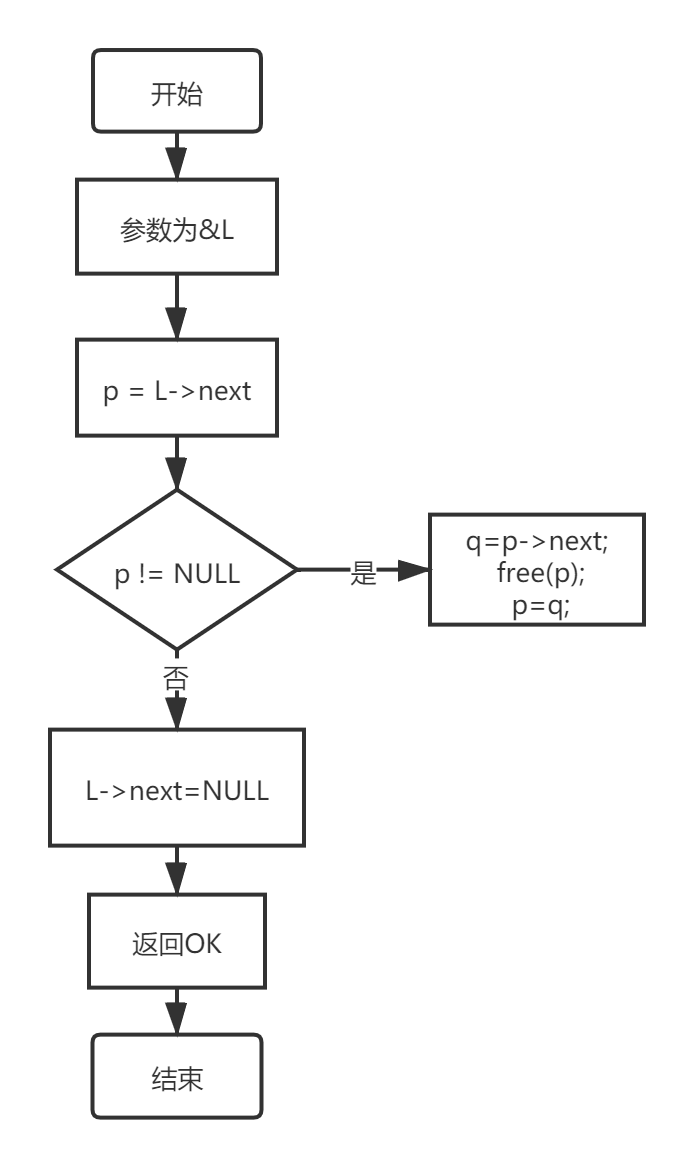 开始
参数为&L
p = L->next
p != NULL
是
q=p->next;
free(p);
p=q;
否
L->next=NULL
返回OK
结束